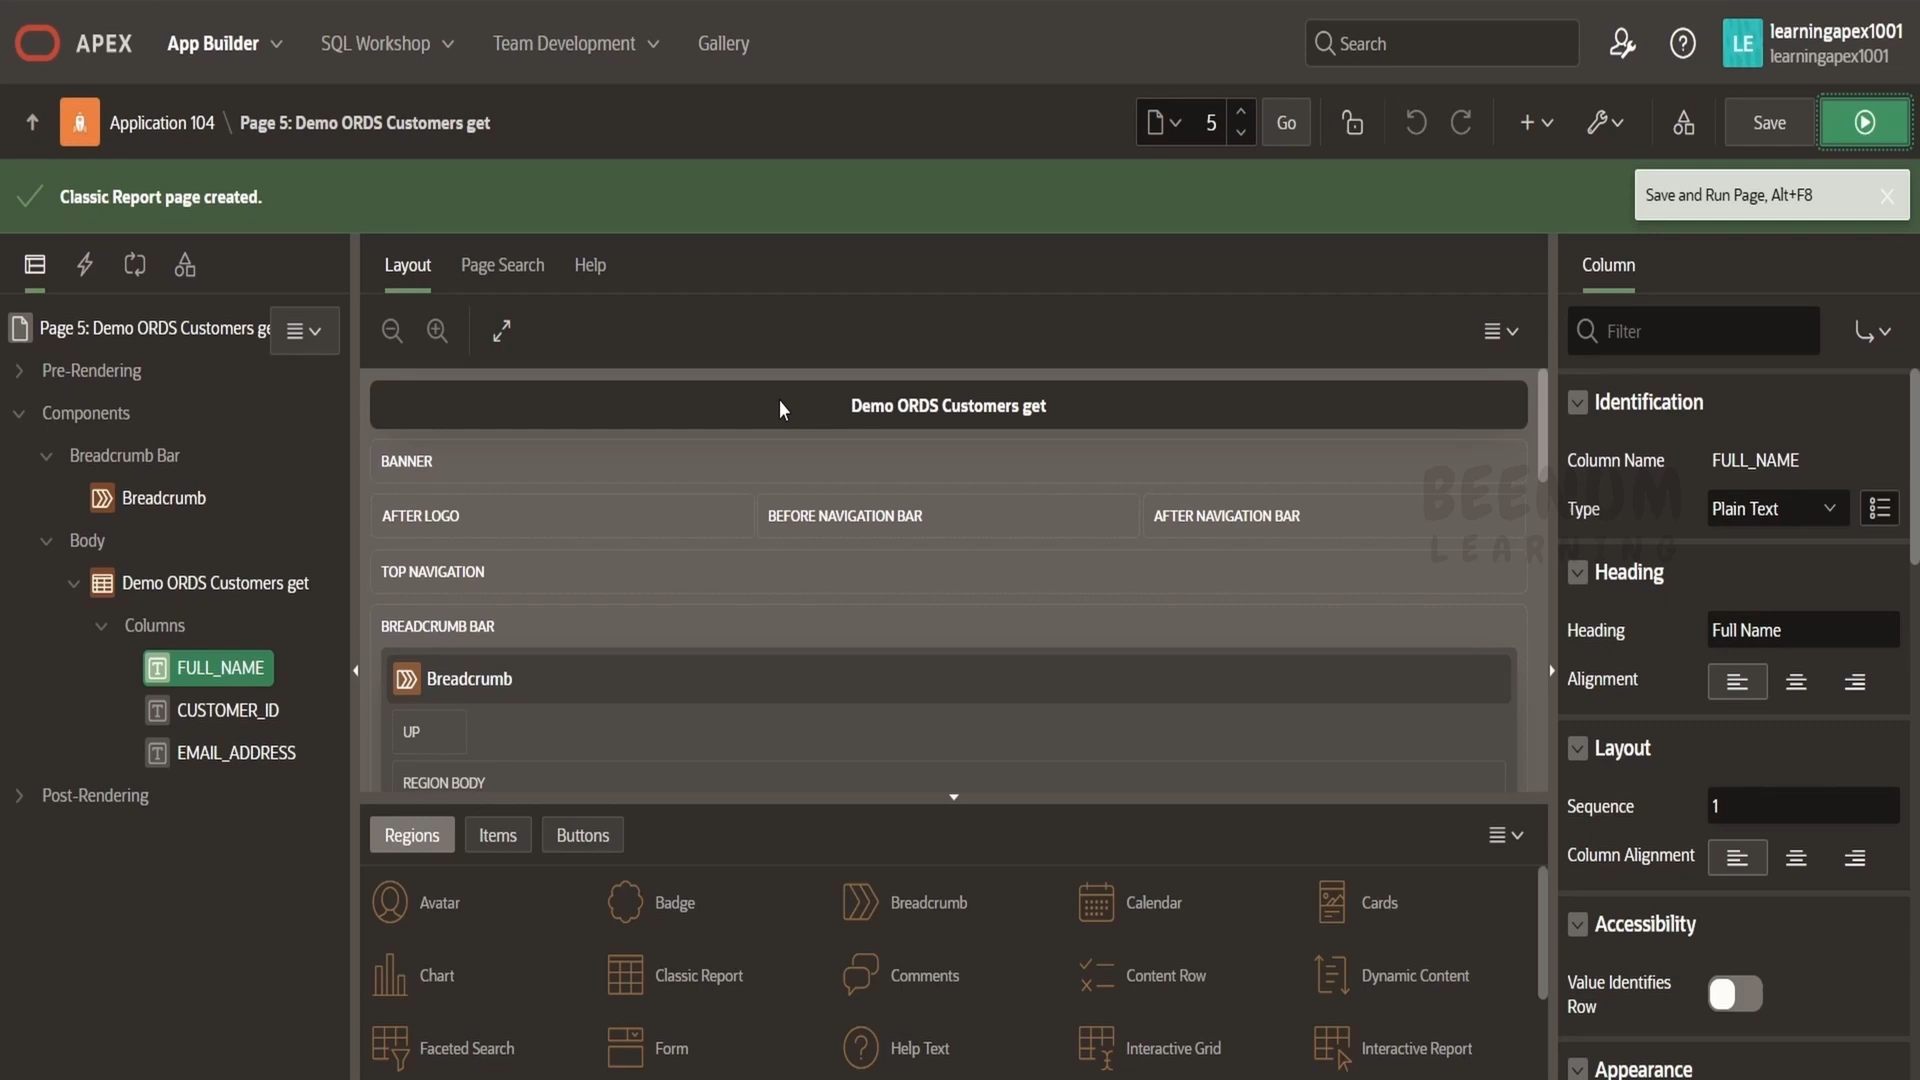 APEX App Builder SQL Workshop Team Development Gallery Search LE learningapex1001
learningapex1001
Application 104 \ Page 5: Demo ORDS Customers get 5 Go Save
Classic Report page created.
Save and Run Page, Alt+F8
Layout Page Search Help
Column
Page 5: Demo ORDS Customers ge
Filter
Pre-Rendering
Components
Breadcrumb Bar
Breadcrumb
Body
Demo ORDS Customers get
Columns
FULL_NAME
CUSTOMER_ID
EMAIL_ADDRESS
Post-Rendering
Demo ORDS Customers get
BANNER
AFTER LOGO BEFORE NAVIGATION BAR AFTER NAVIGATION BAR
TOP NAVIGATION
BREADCRUMB BAR
Breadcrumb
UP
REGION BODY
Regions Items Buttons
Avatar Badge Breadcrumb Calendar Cards
Chart Classic Report Comments Content Row Dynamic Content
Faceted Search Form Help Text Interactive Grid Interactive Report
Identification
Column Name FULL_NAME
Type Plain Text
Heading
Heading Full Name
Alignment
Layout
Sequence 1
Column Alignment
Accessibility
Value Identifies
Row
Appearance
BEENUM
LEARNING